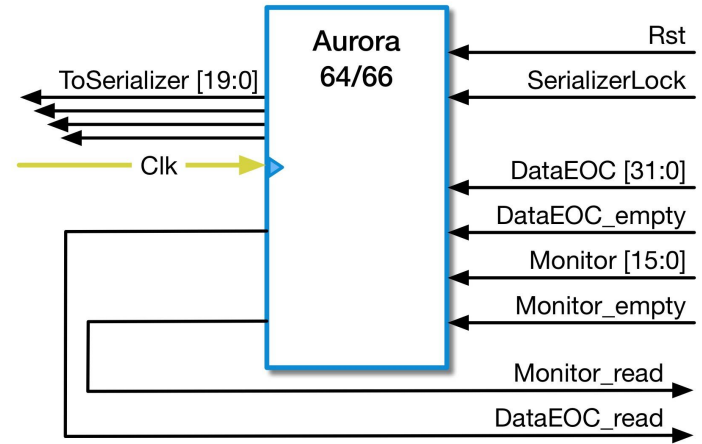 Aurora
64/66
Rst
ToSerializer [19:0]
SerializerLock
Clk
DataEOC [31:0]
DataEOC_empty
Monitor [15:0]
Monitor_empty
Monitor_read
DataEOC_read